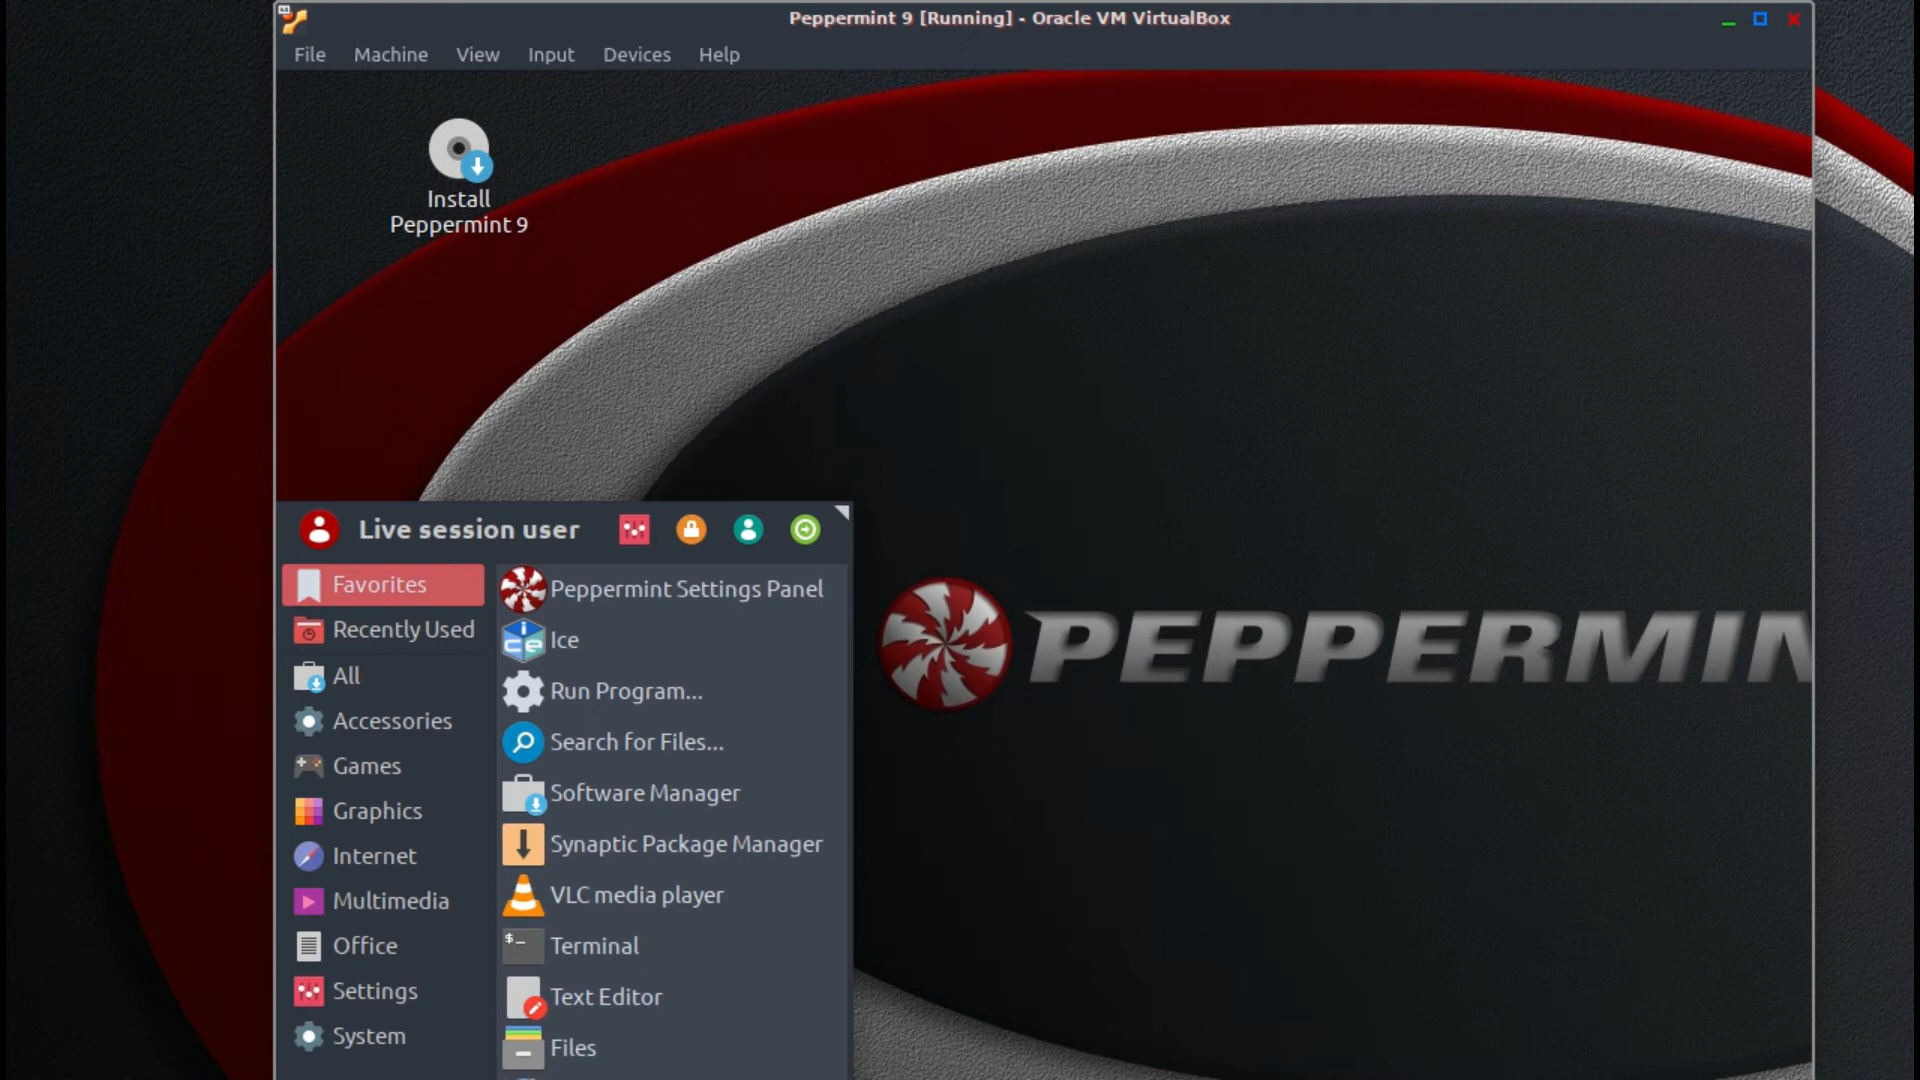 Peppermint 9 [Running] - Oracle VM VirtualBox
File Machine View Input Devices Help
Install
Peppermint 9
Live session user
Favorites
Recently Used
All
Accessories
Games
Graphics
Internet
Multimedia
Office
Settings
System
Peppermint Settings Panel
ice
Ice
Run Program...
Search for Files...
Software Manager
Synaptic Package Manager
VLC media player
$_
Terminal
Text Editor
Files
PEPPERMIN